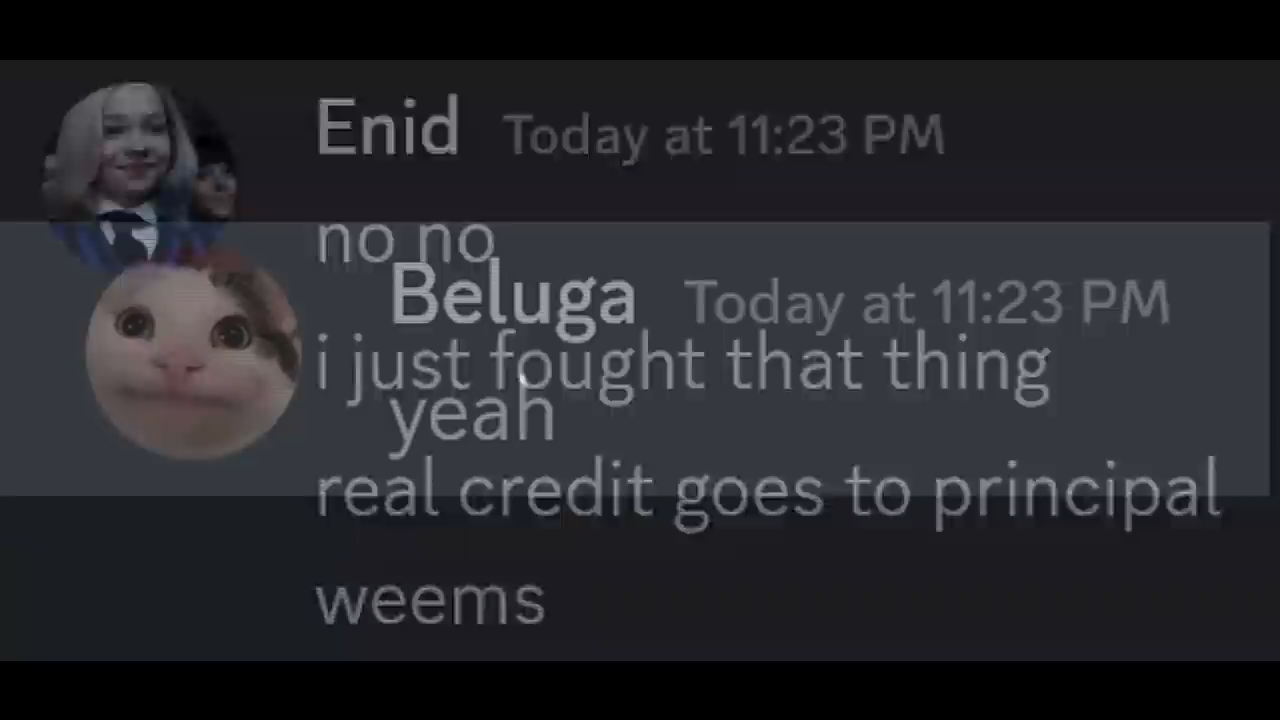 Enid Today at 11:23 PM
no no
Beluga Today at 11:23 PM
i just fought that thing
yeah
real credit goes to principal
weems